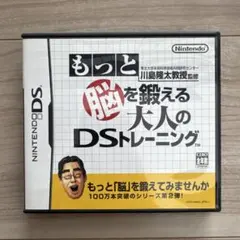 Nintendo
東北大学未来科学技術共同研究センター
川島隆太教授監修
もっと
脳を鍛える
大人の
DSトレーニング
NINTENDO DS
TM
もっと「脳」を鍛えてみませんか
100万本突破のシリーズ第2弾!